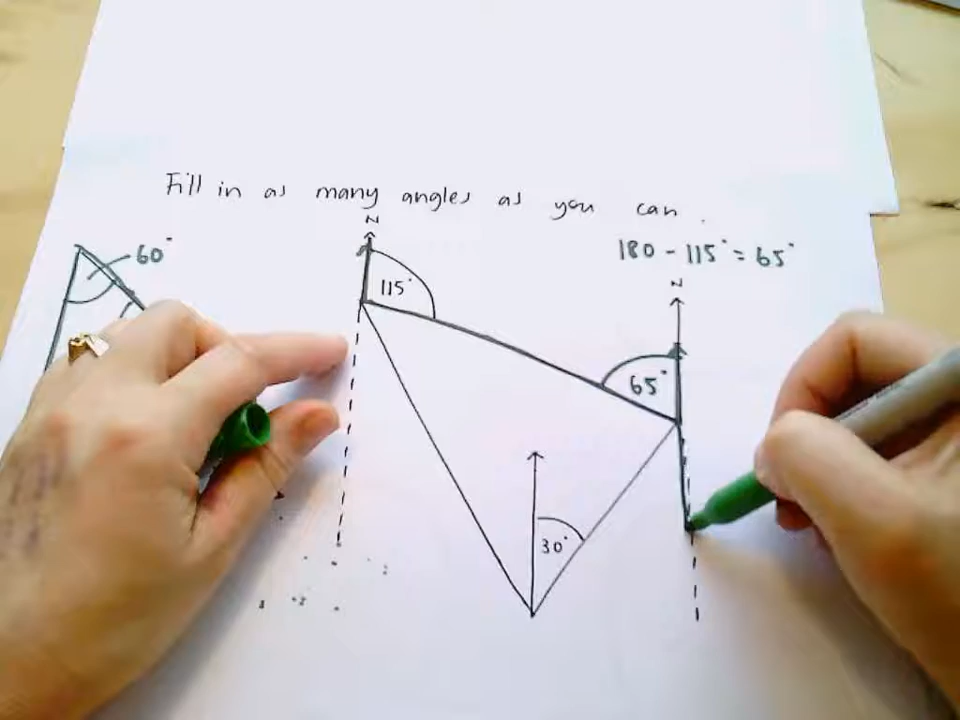 Fill in as many angles as you can.
180 - 115° = 65°
60°
N
115°
N
65°
30°